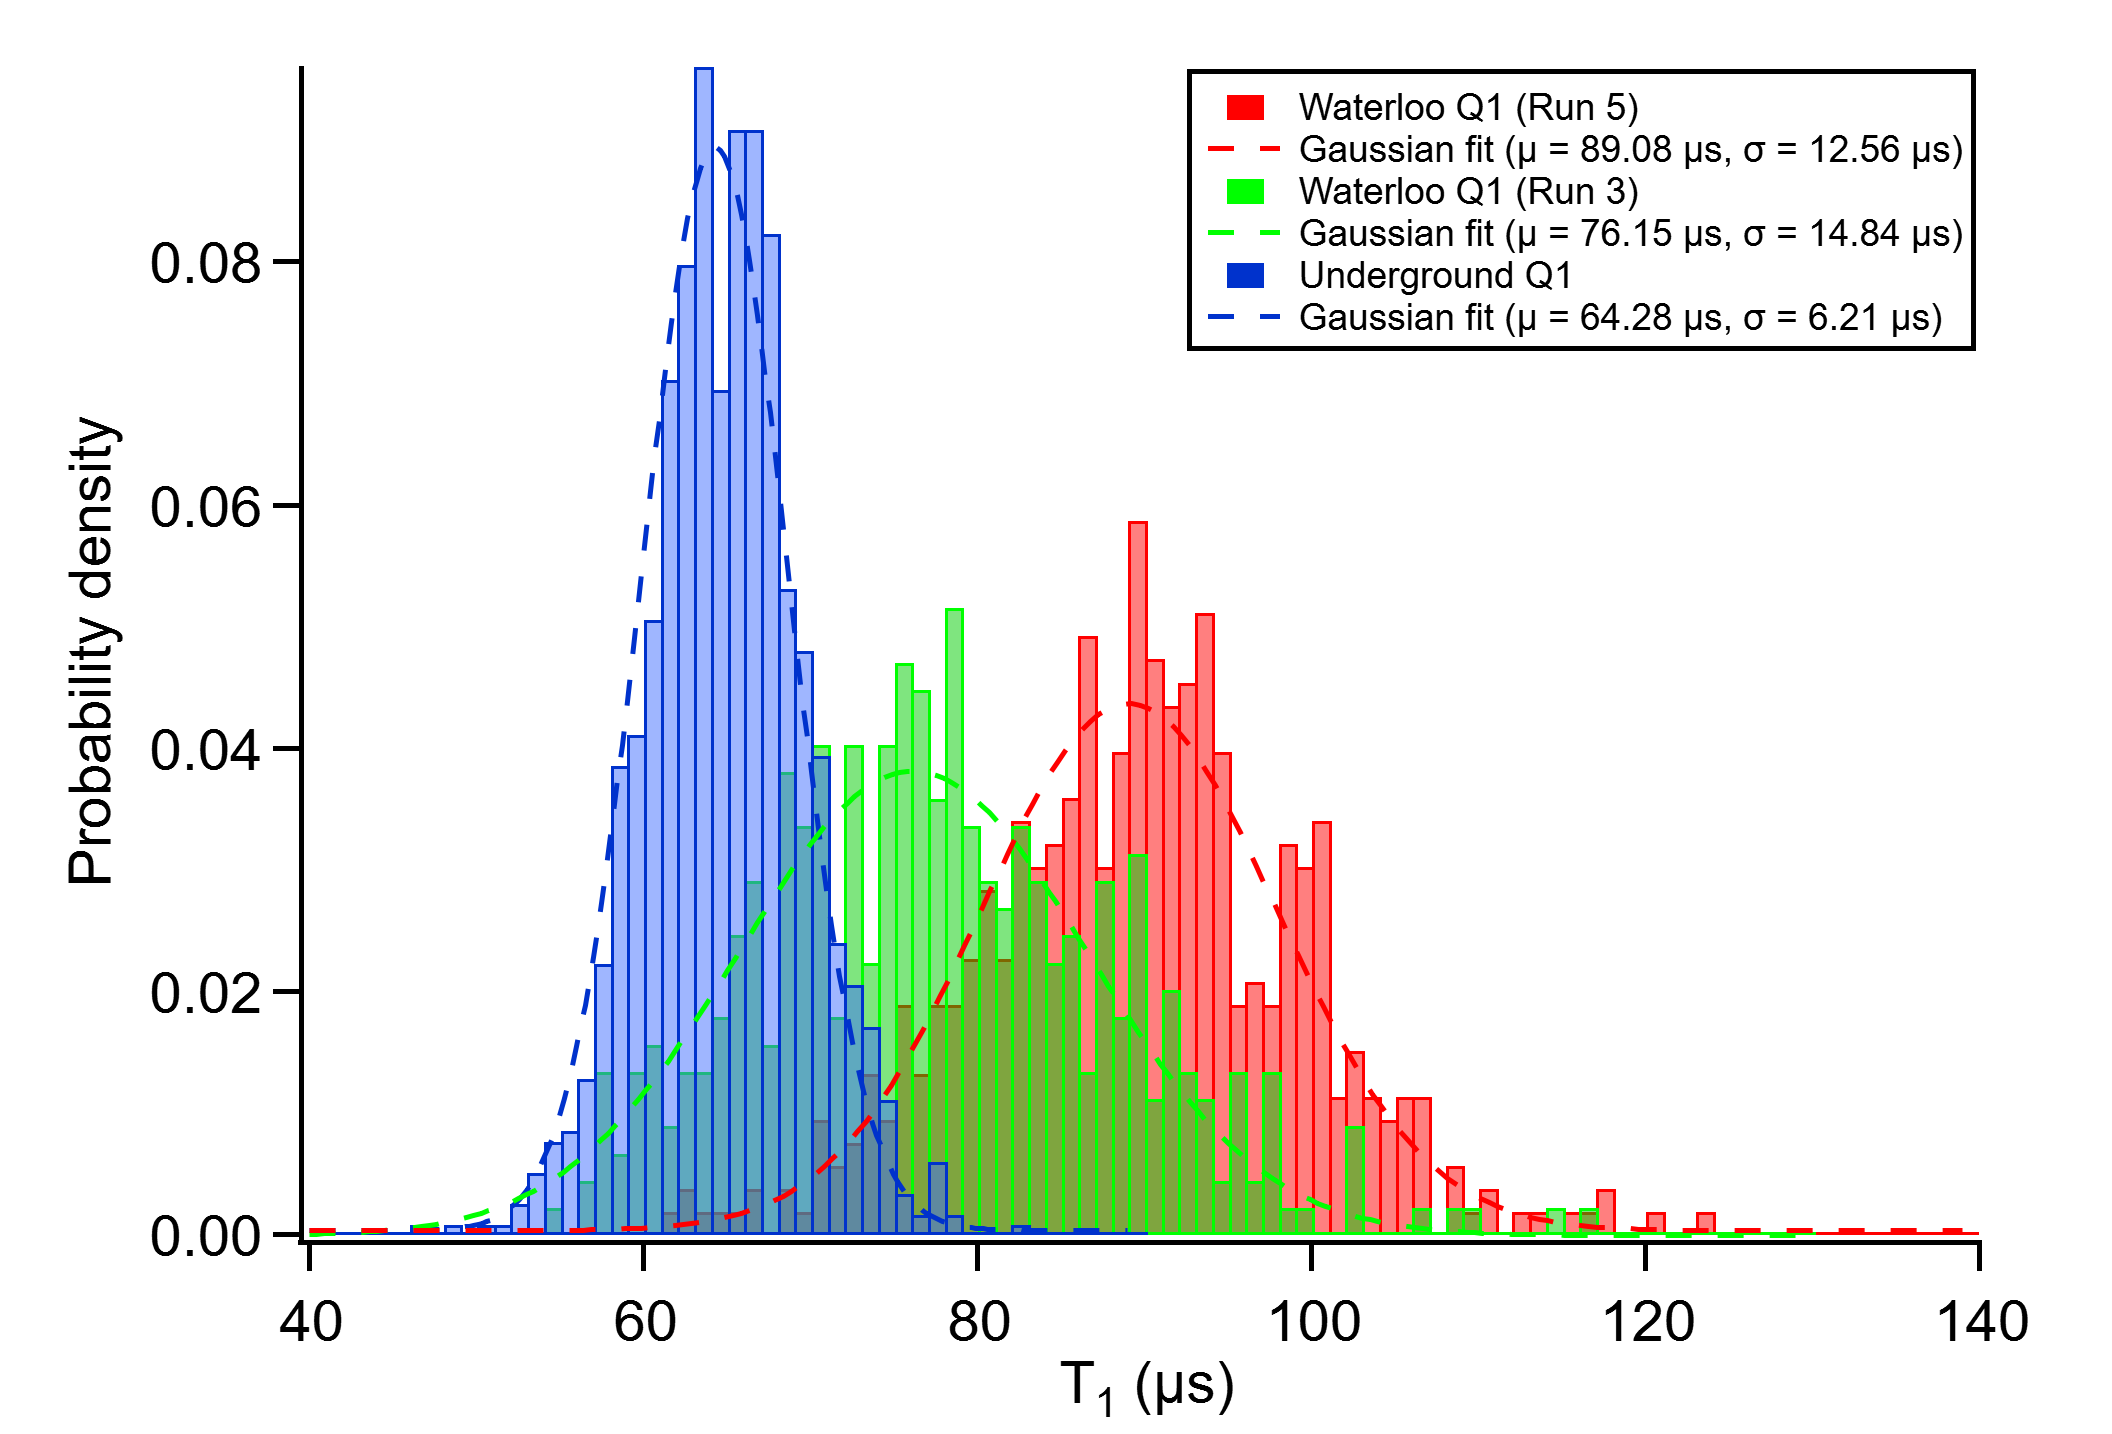 Waterloo Q1 (Run 5)
Gaussian fit (μ = 89.08 μs, σ = 12.56 μs)
Waterloo Q1 (Run 3)
Gaussian fit (μ = 76.15 μs, σ = 14.84 μs)
Underground Q1
Gaussian fit (μ = 64.28 μs, σ = 6.21 μs)
Probability density
0.08
0.06
0.04
0.02
0.00
40 60 80 100 120 140
T₁ (μs)